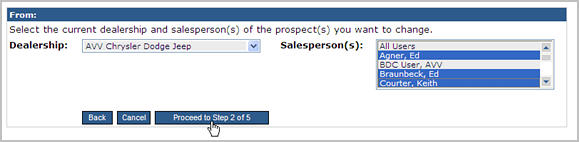 From:
Select the current dealership and salesperson(s) of the prospect(s) you want to change.
Dealership: AVV Chrysler Dodge Jeep Salesperson(s): All Users
Agner, Ed
BDC User, AVV
Braunbeck, Ed
Courter, Keith
Back Cancel Proceed to Step 2 of 5